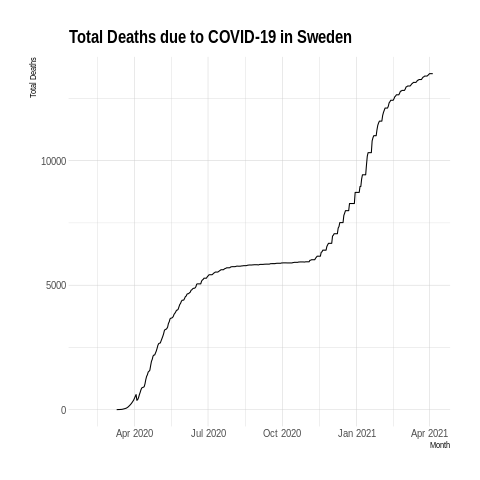 Total Deaths due to COVID-19 in Sweden
Total Deaths
10000
5000
0
Apr 2020 Jul 2020 Oct 2020 Jan 2021 Apr 2021
Month